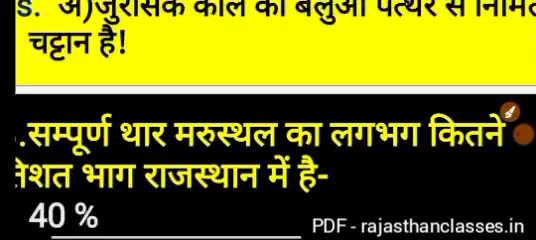 S. अ)जुरासिक काल की बलुआ पत्थर से निर्मित
चट्टान है!
.सम्पूर्ण थार मरुस्थल का लगभग कितने
भाग राजस्थान में है-
40 %
PDF - rajasthanclasses.in